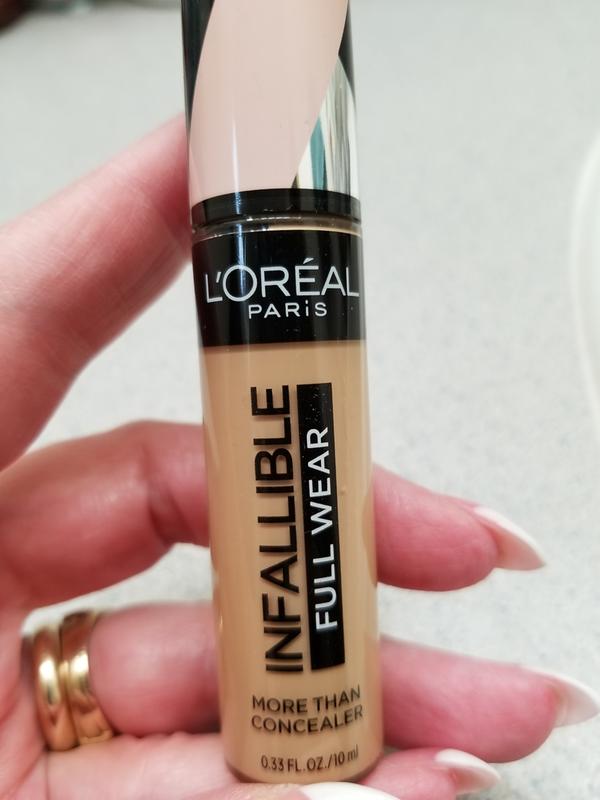 L'ORÉAL
PARiS
INFALLIBLE
FULL WEAR
MORE THAN
CONCEALER
0.33 FL.OZ./10 ml